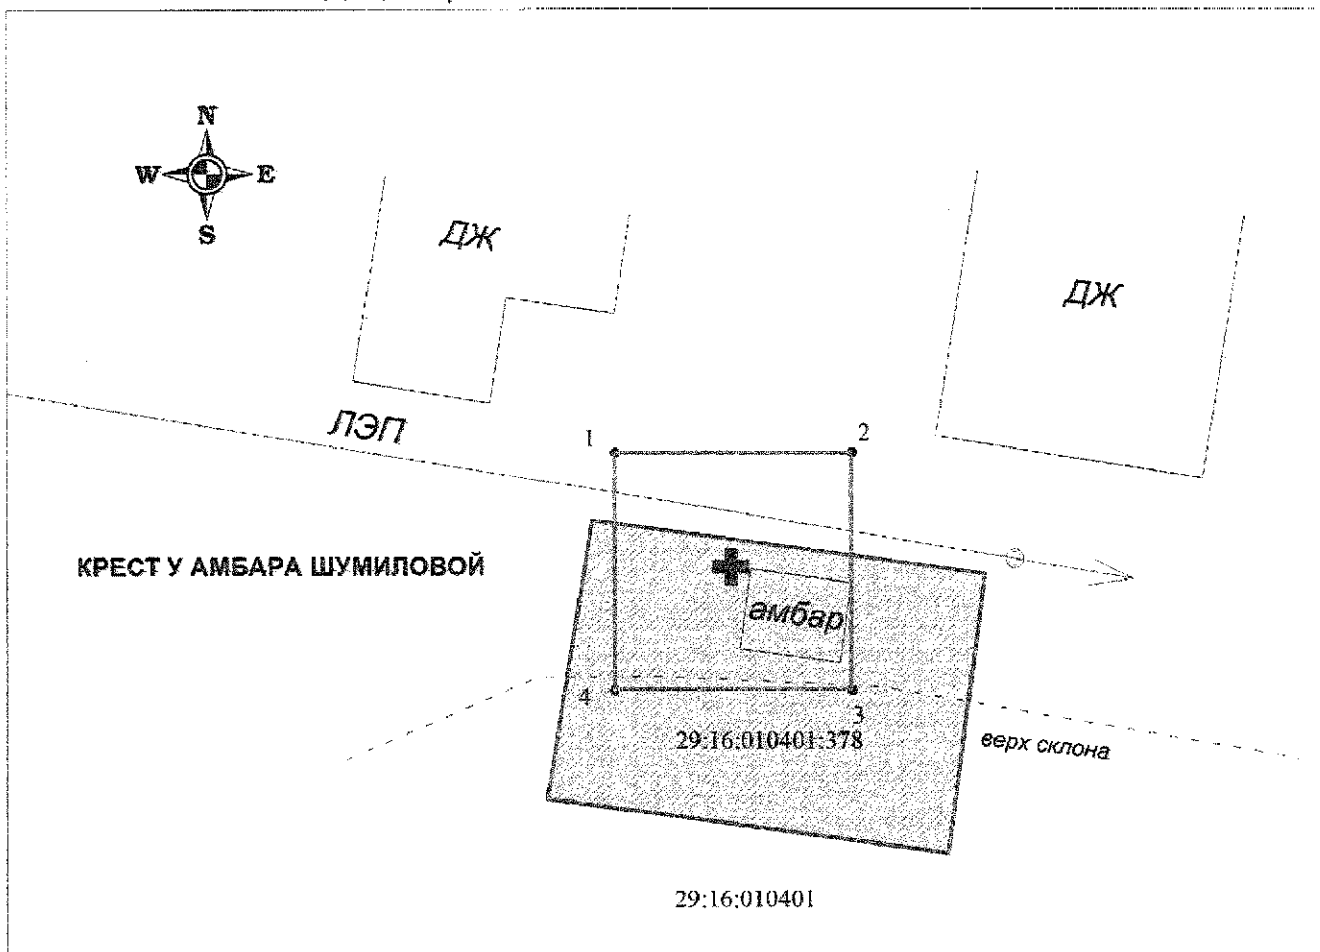 N
W E
S
ДЖ
ДЖ
ЛЭП
1
2
КРЕСТ У АМБАРА ШУМИЛОВОЙ
амбар
4
3
29:16:010401:378
верх склона
29:16:010401